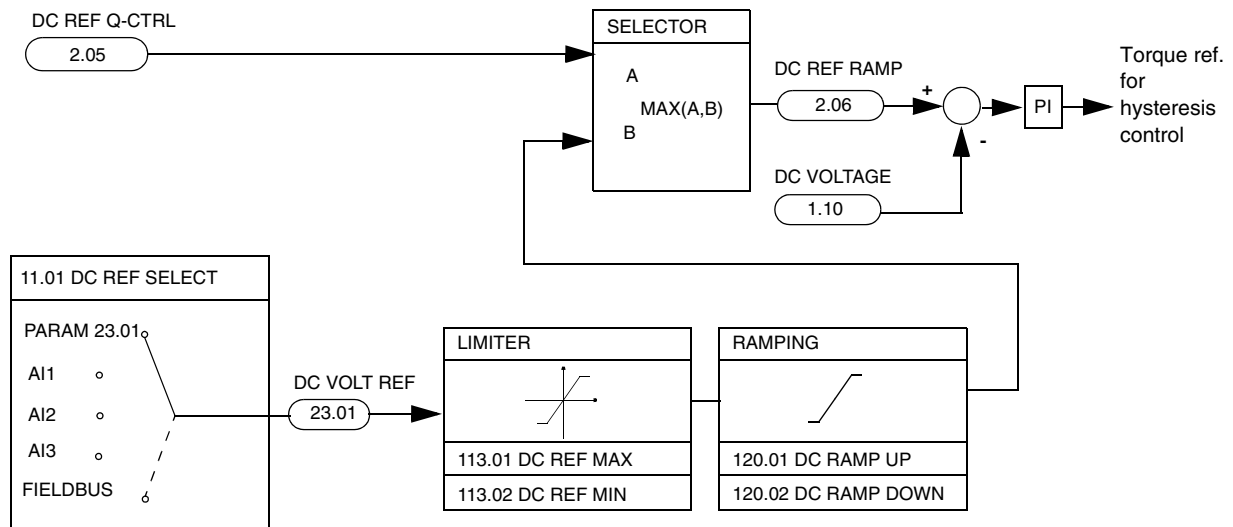 DC REF Q-CTRL
2.05
SELECTOR
A
MAX(A,B)
B
DC REF RAMP
2.06
+
-
PI
Torque ref.
for
hysteresis
control
DC VOLTAGE
1.10
11.01 DC REF SELECT
PARAM 23.01
AI1
AI2
AI3
FIELDBUS
DC VOLT REF
23.01
LIMITER
113.01 DC REF MAX
113.02 DC REF MIN
RAMPING
120.01 DC RAMP UP
120.02 DC RAMP DOWN